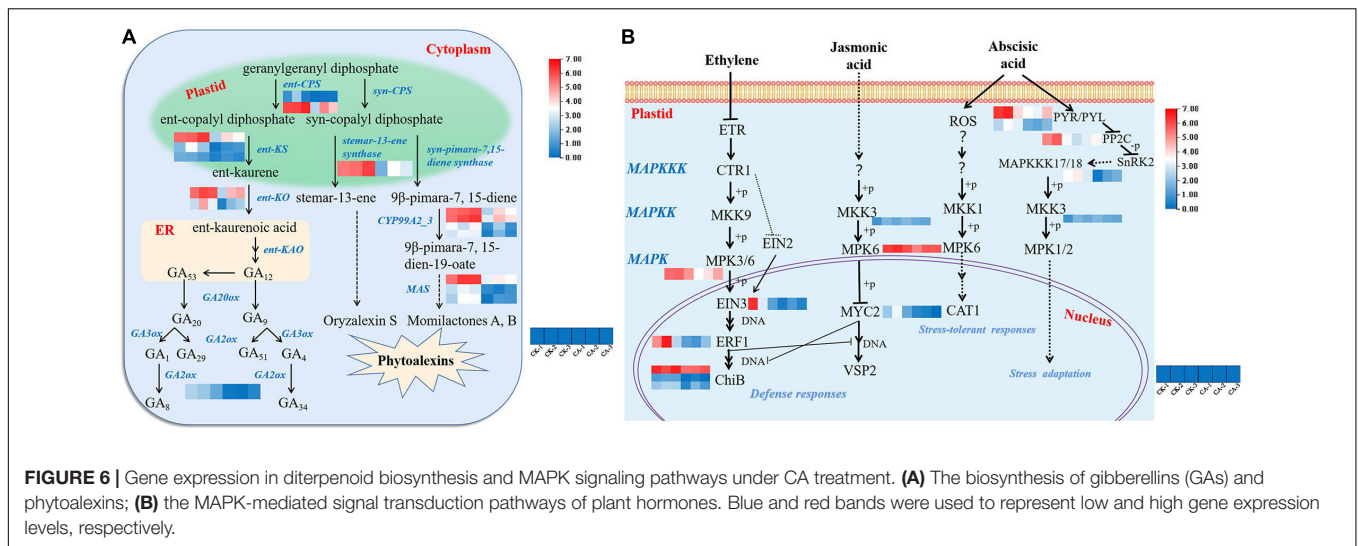 A
Cytoplasm
geranylgeranyl diphosphate
Plastid
ent-CPS
syn-CPS
ent-copalyl diphosphate
syn-copalyl diphosphate
ent-KS
stemar-13-ene synthase
syn-pimara-7,15-diene synthase
ent-kaurene
ent-KO
stemar-13-ene
9β-pimara-7, 15-diene
CYP99A2_3
ER
ent-kaurenoic acid
ent-KAO
9β-pimara-7, 15-dien-19-oate
GA53
GA12
MAS
GA20ox
GA20
GA9
Oryzalexin S
Momilactones A, B
GA3ox
GA2ox
GA3ox
GA1
GA29
GA51
GA4
Phytoalexins
GA2ox
GA2ox
GA8
GA34
7.00
6.00
5.00
4.00
3.00
2.00
1.00
0.00
CK-1
CK-2
CK-3
CA-1
CA-2
CA-3
B
Ethylene
Jasmonic acid
Abscisic acid
Plastid
ETR
ROS
PYR/PYL
?
PP2C
-p
MAPKKK
CTR1
?
?
MAPKKK17/18
SnRK2
+p
+p
+p
+p
MAPKK
MKK9
MKK3
MKK1
MKK3
EIN2
+p
+p
+p
+p
MAPK
MPK3/6
MPK6
MPK6
MPK1/2
+p
+p
EIN3
MYC2
CAT1
Nucleus
DNA
Stress-tolerant responses
ERF1
DNA
DNA
ChiB
VSP2
Stress adaptation
Defense responses
7.00
6.00
5.00
4.00
3.00
2.00
1.00
0.00
CK-1
CK-2
CK-3
CA-1
CA-2
CA-3
FIGURE 6 | Gene expression in diterpenoid biosynthesis and MAPK signaling pathways under CA treatment. (A) The biosynthesis of gibberellins (GAs) and
phytoalexins; (B) the MAPK-mediated signal transduction pathways of plant hormones. Blue and red bands were used to represent low and high gene expression
levels, respectively.